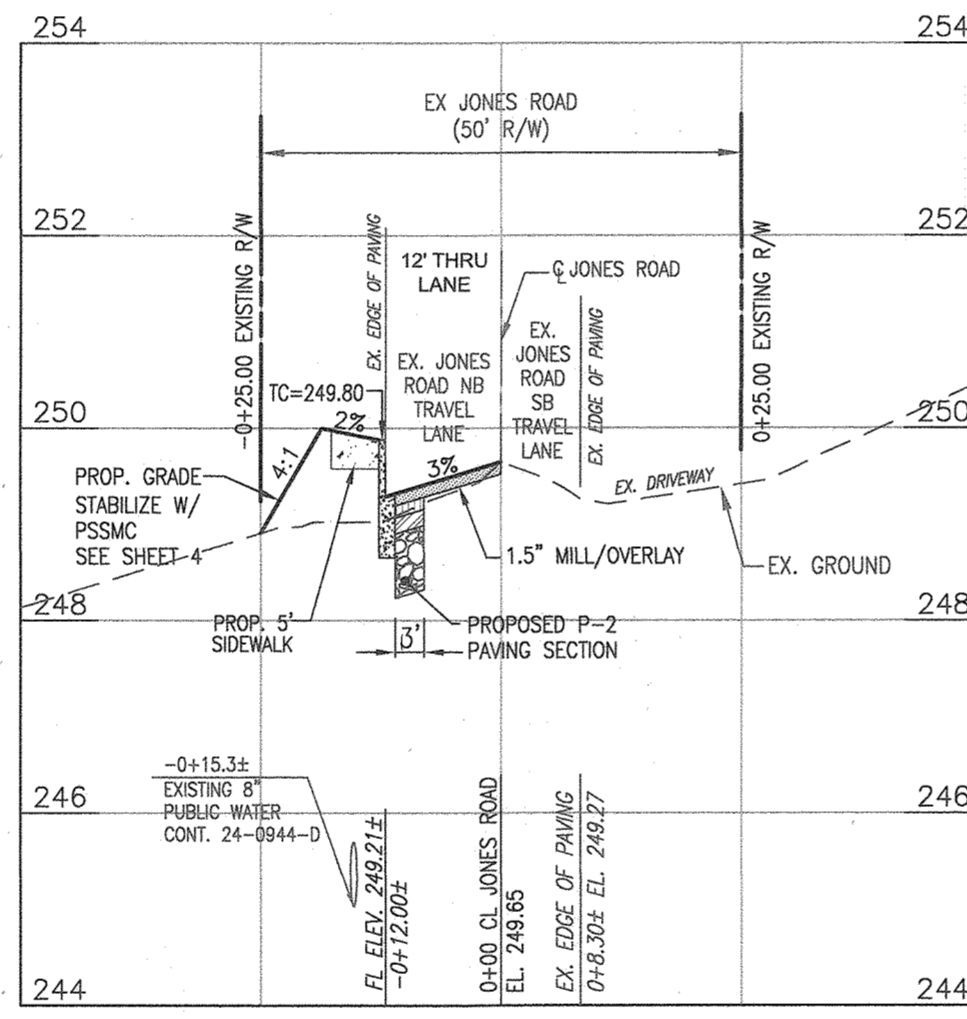 254
254
EX JONES ROAD
(50' R/W)
252
252
-0+25.00 EXISTING R/W
EX. EDGE OF PAVING
12' THRU
LANE
℄ JONES ROAD
EX. JONES
ROAD NB
TRAVEL
LANE
EX.
JONES
ROAD
SB
TRAVEL
LANE
EX. EDGE OF PAVING
0+25.00 EXISTING R/W
TC=249.80
250
250
2%
4:1
3%
PROP. GRADE
STABILIZE W/
PSSMC
SEE SHEET 4
EX. DRIVEWAY
1.5" MILL/OVERLAY
EX. GROUND
248
248
PROP. 5'
SIDEWALK
3'
PROPOSED P-2
PAVING SECTION
-0+15.3±
EXISTING 8"
PUBLIC WATER
CONT. 24-0944-D
246
246
FL ELEV. 249.21±
-0+12.00±
0+00 CL JONES ROAD
EL. 249.65
EX. EDGE OF PAVING
0+8.30± EL. 249.27
244
244